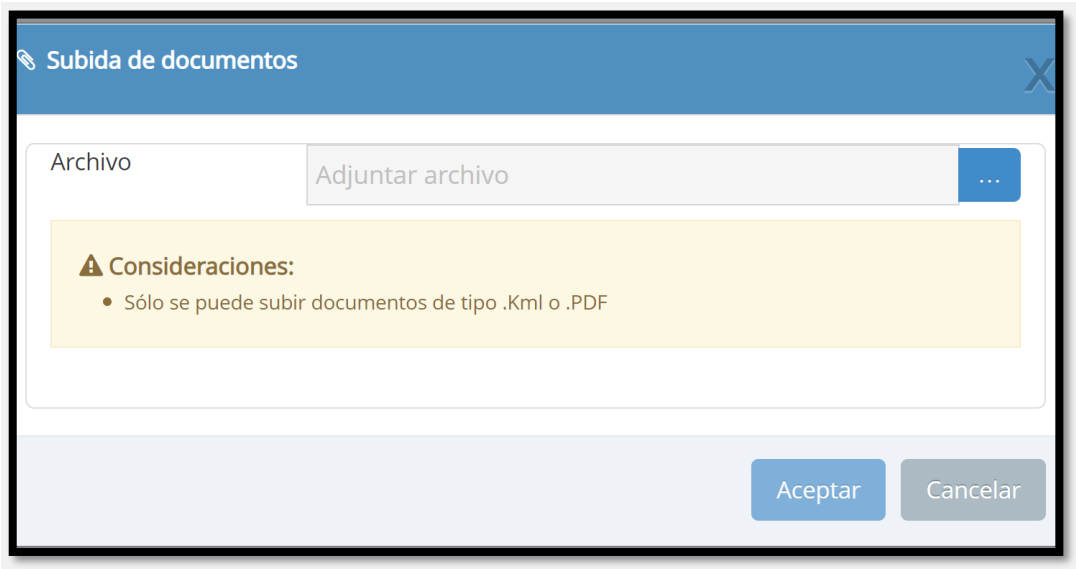 Subida de documentos
X
Archivo
Adjuntar archivo
...
Consideraciones:
• Sólo se puede subir documentos de tipo .Kml o .PDF
Aceptar
Cancelar